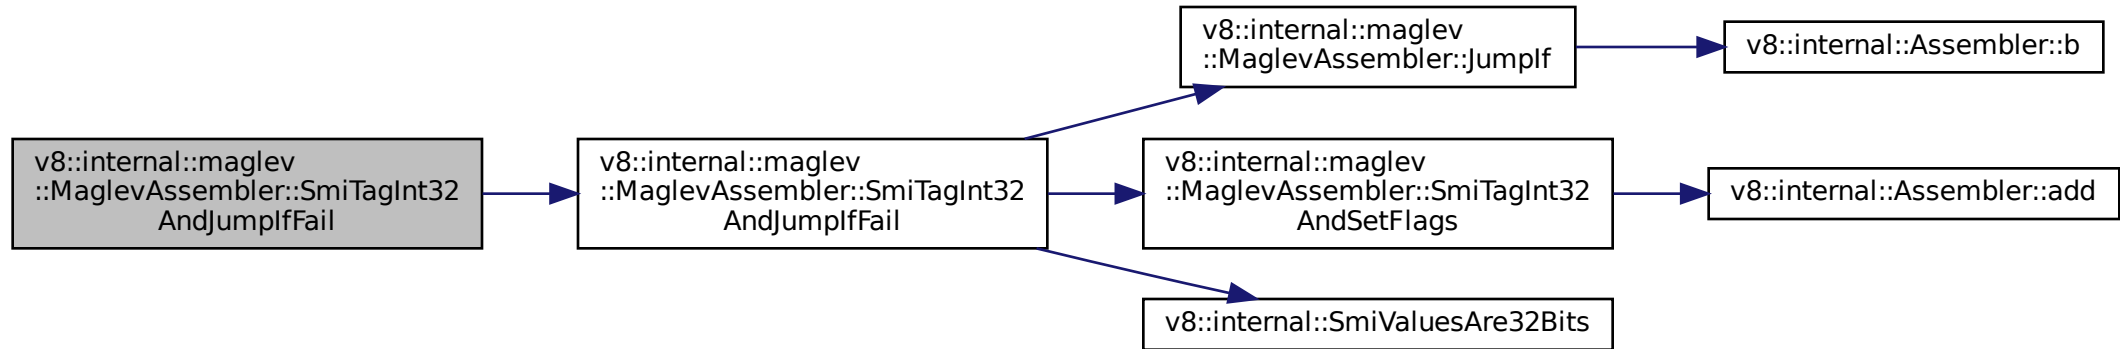 v8::internal::maglev
::MaglevAssembler::SmiTagInt32
AndJumpIfFail
v8::internal::maglev
::MaglevAssembler::SmiTagInt32
AndJumpIfFail
v8::internal::maglev
::MaglevAssembler::JumpIf
v8::internal::Assembler::b
v8::internal::maglev
::MaglevAssembler::SmiTagInt32
AndSetFlags
v8::internal::Assembler::add
v8::internal::SmiValuesAre32Bits